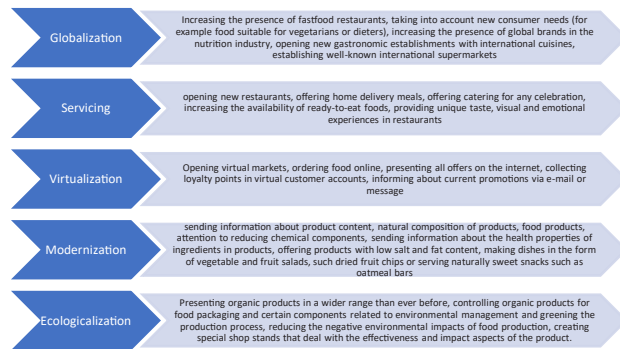 Globalization
Increasing the presence of fastfood restaurants, taking into account new consumer needs (for
example food suitable for vegetarians or dieters), increasing the presence of global brands in the
nutrition industry, opening new gastronomic establishments with international cuisines,
establishing well-known international supermarkets
Servicing
opening new restaurants, offering home delivery meals, offering catering for any celebration,
increasing the availability of ready-to-eat foods, providing unique taste, visual and emotional
experiences in restaurants
Virtualization
Opening virtual markets, ordering food online, presenting all offers on the internet, collecting
loyalty points in virtual customer accounts, informing about current promotions via e-mail or
message
Modernization
sending information about product content, natural composition of products, food products,
attention to reducing chemical components, sending information about the health properties of
ingredients in products, offering products with low salt and fat content, making dishes in the form
of vegetable and fruit salads, such dried fruit chips or serving naturally sweet snacks such as
oatmeal bars
Ecologicalization
Presenting organic products in a wider range than ever before, controlling organic products for
food packaging and certain components related to environmental management and greening the
production process, reducing the negative environmental impacts of food production, creating
special shop stands that deal with the effectiveness and impact aspects of the product.